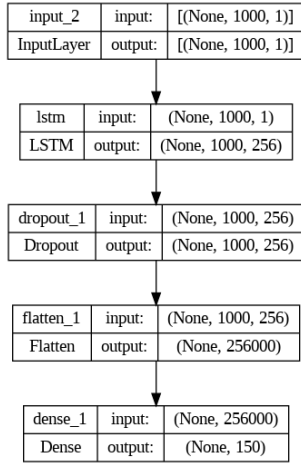 input_2 input: [(None, 1000, 1)]
InputLayer output: [(None, 1000, 1)]
lstm input: (None, 1000, 1)
LSTM output: (None, 1000, 256)
dropout_1 input: (None, 1000, 256)
Dropout output: (None, 1000, 256)
flatten_1 input: (None, 1000, 256)
Flatten output: (None, 256000)
dense_1 input: (None, 256000)
Dense output: (None, 150)